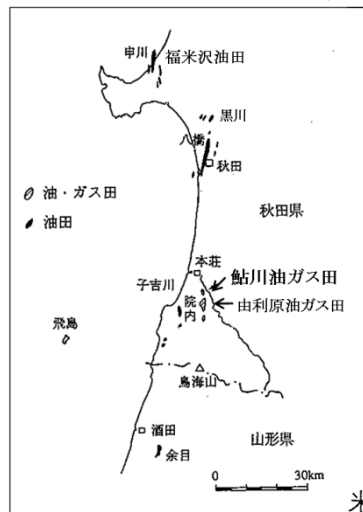 申川
福米沢油田
黒川
八橋
秋田
油・ガス田
油田
秋田県
本荘
子吉川
鮎川油ガス田
院内
由利原油ガス田
飛島
鳥海山
酒田
山形県
余目
0
30km
米